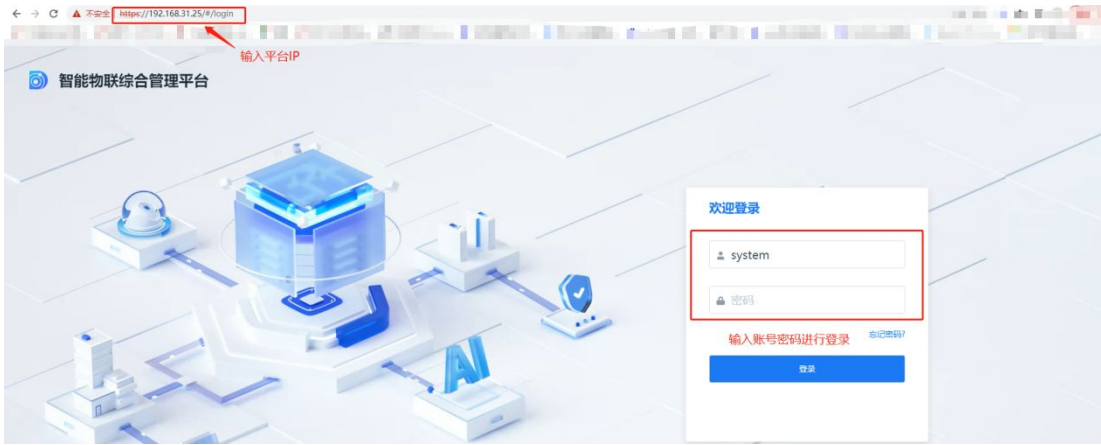 不安全 https://192.168.31.25/#/login
输入平台IP
智能物联综合管理平台
欢迎登录
system
密码
输入账号密码进行登录 忘记密码?
登录
AI